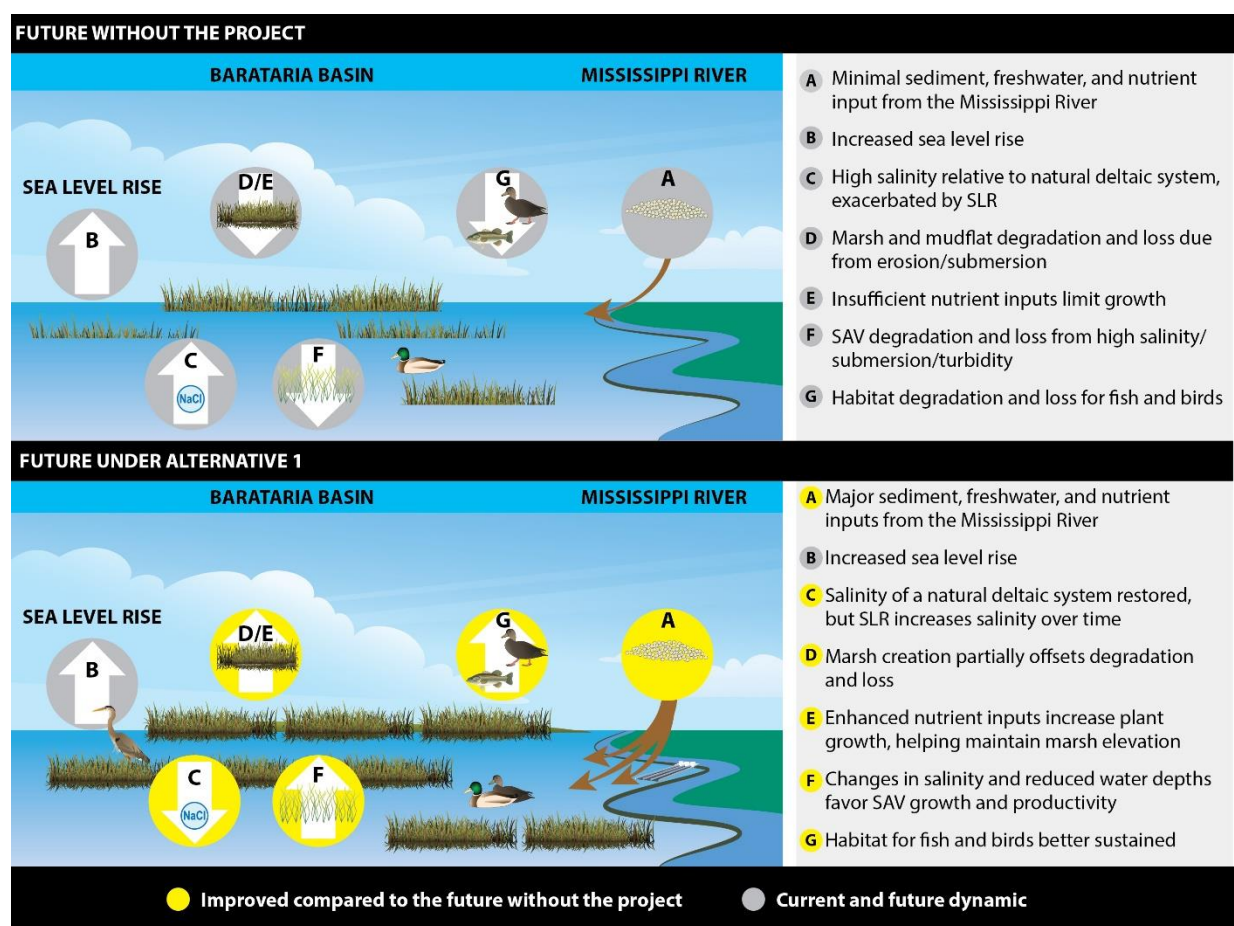 FUTURE WITHOUT THE PROJECT
BARATARIA BASIN
MISSISSIPPI RIVER
SEA LEVEL RISE
B
D/E
G
A
C
NaCl
F
A Minimal sediment, freshwater, and nutrient
input from the Mississippi River
B Increased sea level rise
C High salinity relative to natural deltaic system,
exacerbated by SLR
D Marsh and mudflat degradation and loss due
from erosion/submersion
E Insufficient nutrient inputs limit growth
F SAV degradation and loss from high salinity/
submersion/turbidity
G Habitat degradation and loss for fish and birds
FUTURE UNDER ALTERNATIVE 1
BARATARIA BASIN
MISSISSIPPI RIVER
SEA LEVEL RISE
B
D/E
G
A
C
NaCl
F
A Major sediment, freshwater, and nutrient
inputs from the Mississippi River
B Increased sea level rise
C Salinity of a natural deltaic system restored,
but SLR increases salinity over time
D Marsh creation partially offsets degradation
and loss
E Enhanced nutrient inputs increase plant
growth, helping maintain marsh elevation
F Changes in salinity and reduced water depths
favor SAV growth and productivity
G Habitat for fish and birds better sustained
Improved compared to the future without the project
Current and future dynamic